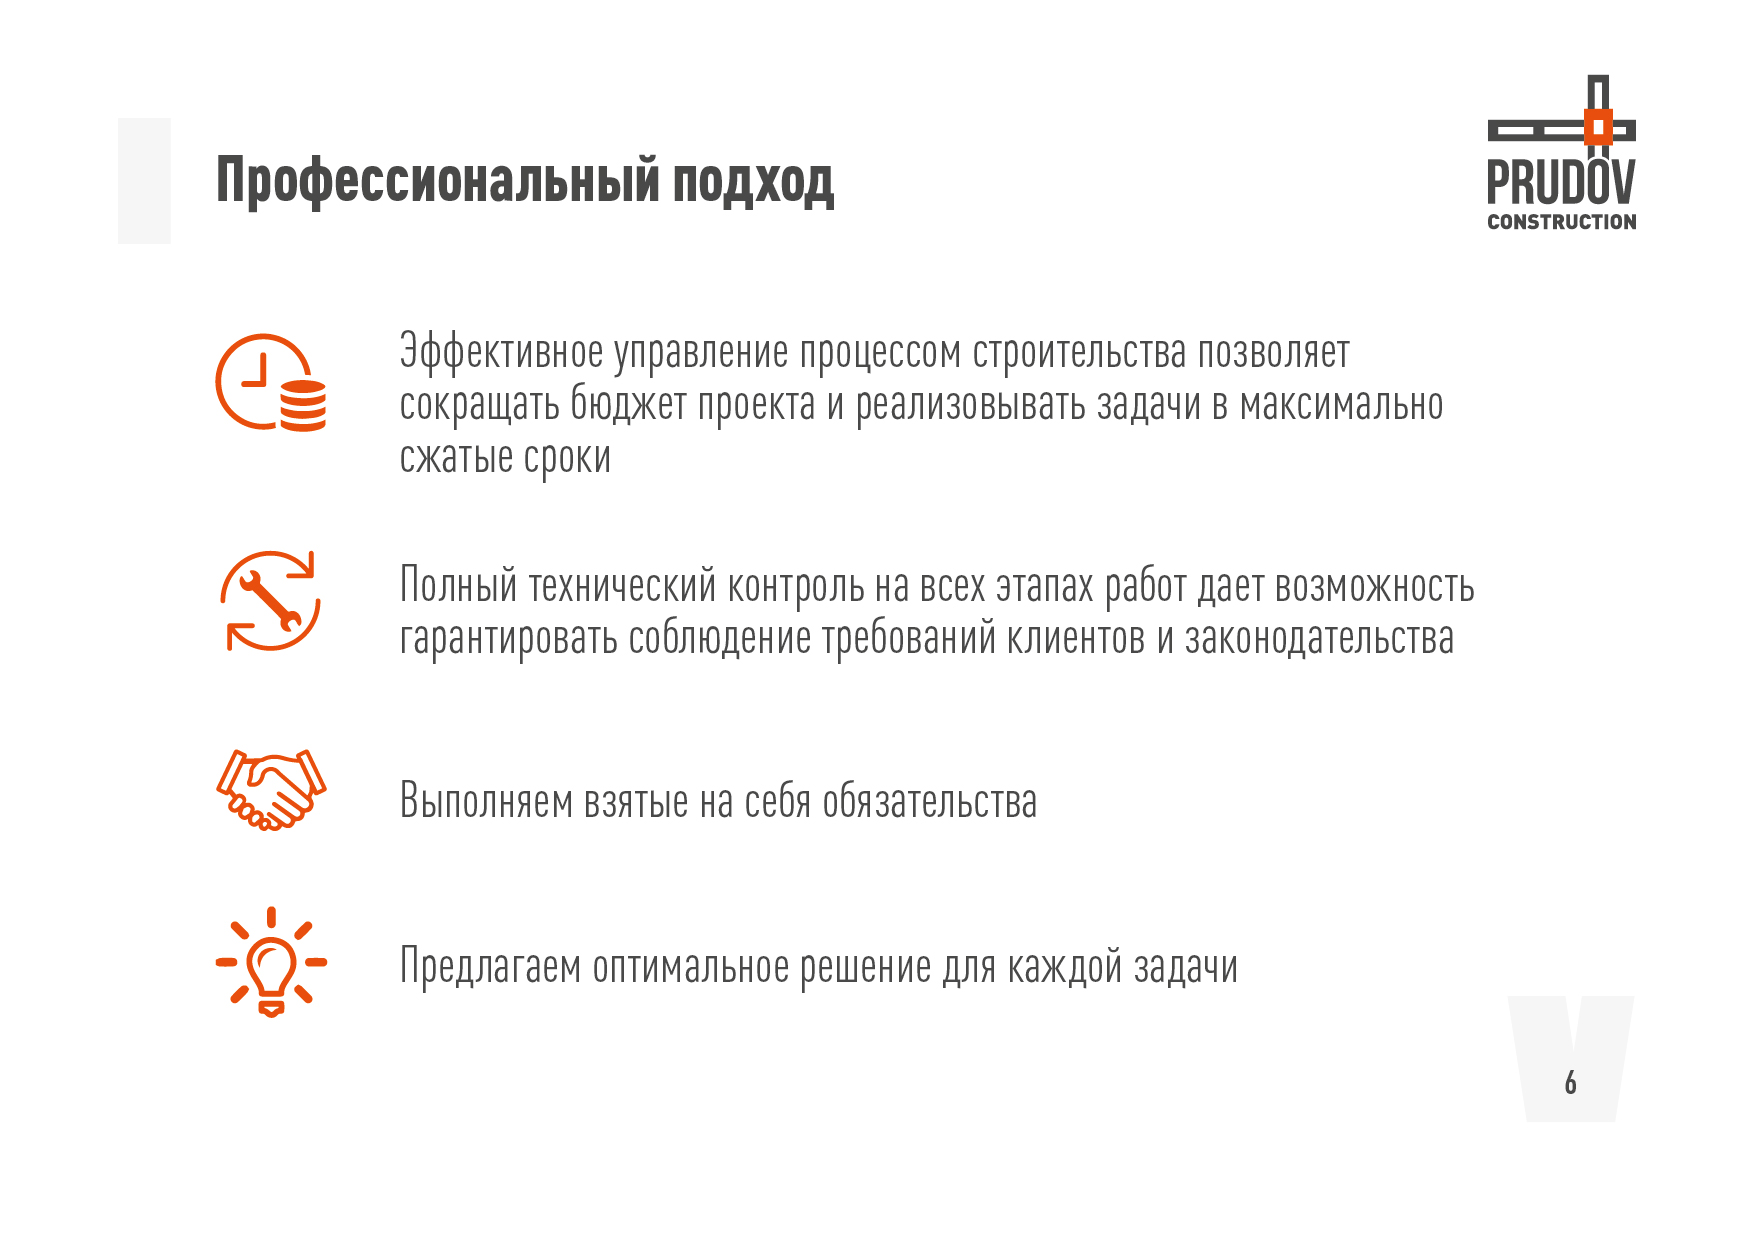 Профессиональный подход
PRUDOV
CONSTRUCTION
Эффективное управление процессом строительства позволяет
сокращать бюджет проекта и реализовывать задачи в максимально
сжатые сроки
Полный технический контроль на всех этапах работ дает возможность
гарантировать соблюдение требований клиентов и законодательства
Выполняем взятые на себя обязательства
Предлагаем оптимальное решение для каждой задачи
6